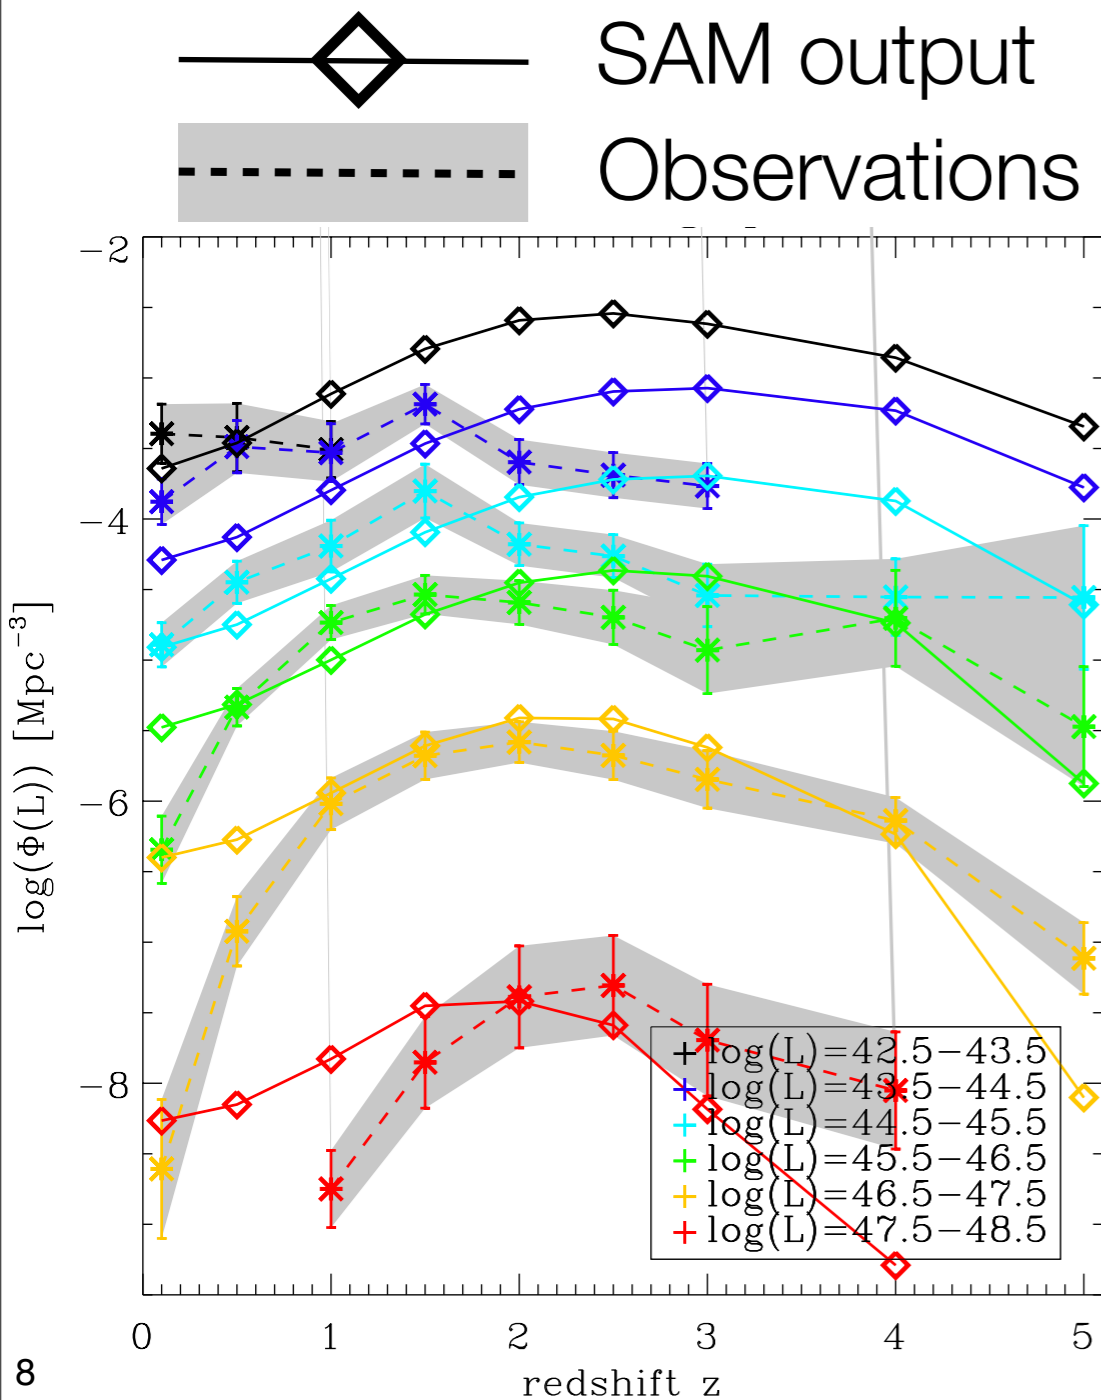 SAM output
Observations
-2
-4
-6
-8
log(Φ(L)) [Mpc⁻³]
log(L)=42.5-43.5
log(L)=43.5-44.5
log(L)=44.5-45.5
log(L)=45.5-46.5
log(L)=46.5-47.5
log(L)=47.5-48.5
0 1 2 3 4 5
redshift z
8